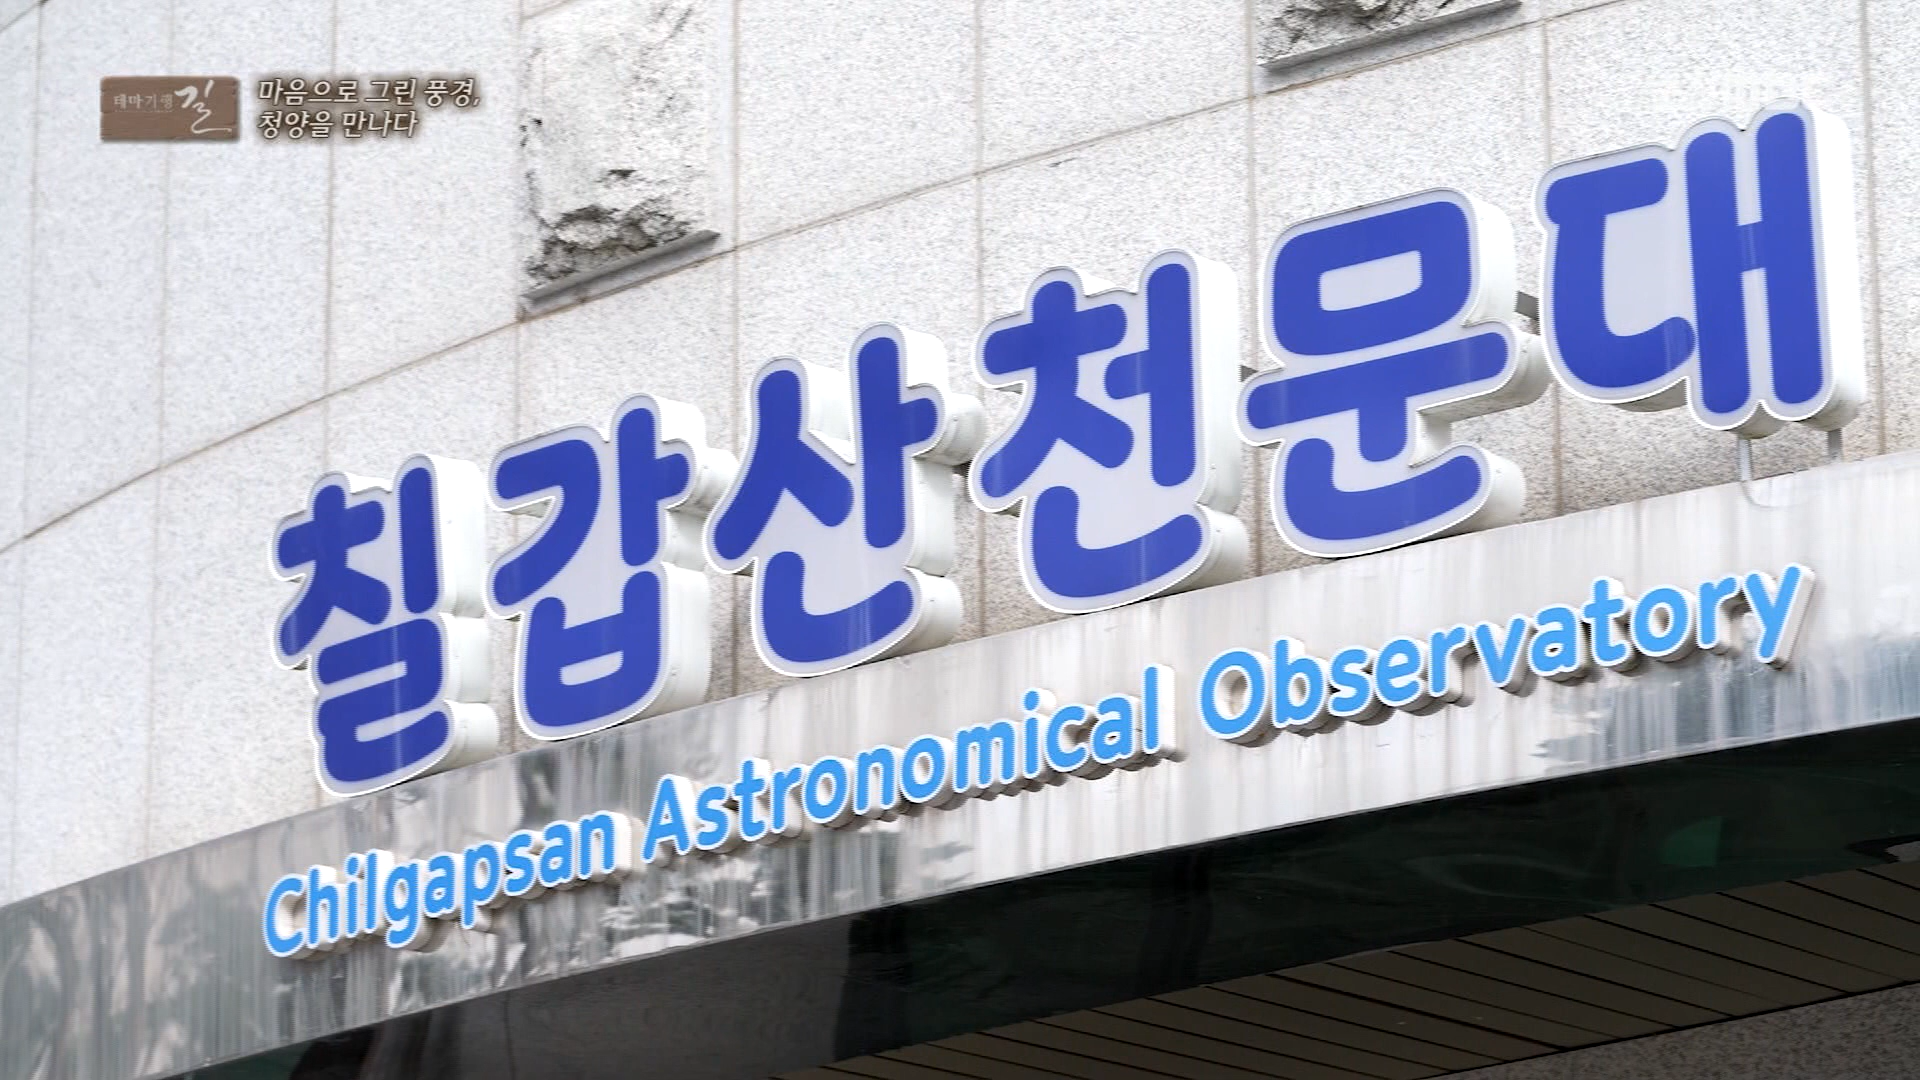 테마기행 길
마음으로 그린 풍경,
청양을 만나다
칠갑산천문대
Chilgapsan Astronomical Observatory